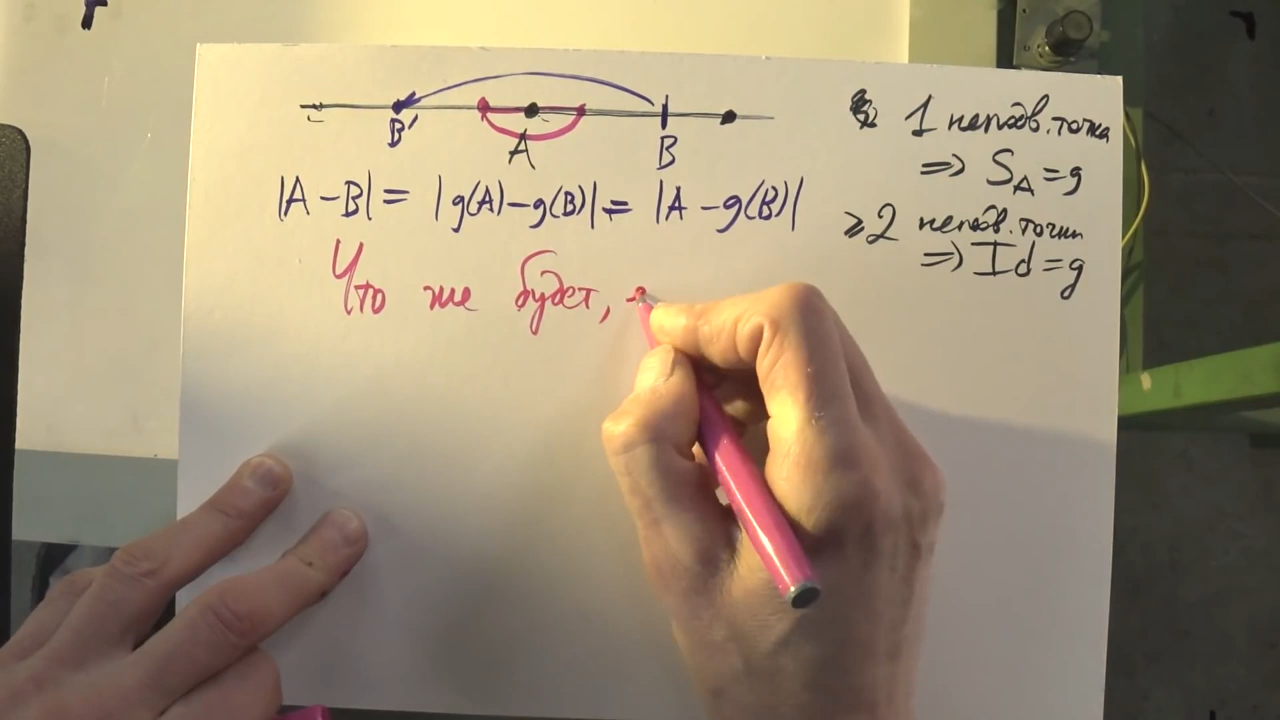 B' A B
|A - B| = |g(A) - g(B)| = |A - g(B)|
Что же будет,
1 неподв. точка
=> S_A = g
⩾2 неподв. точки
=> Id = g